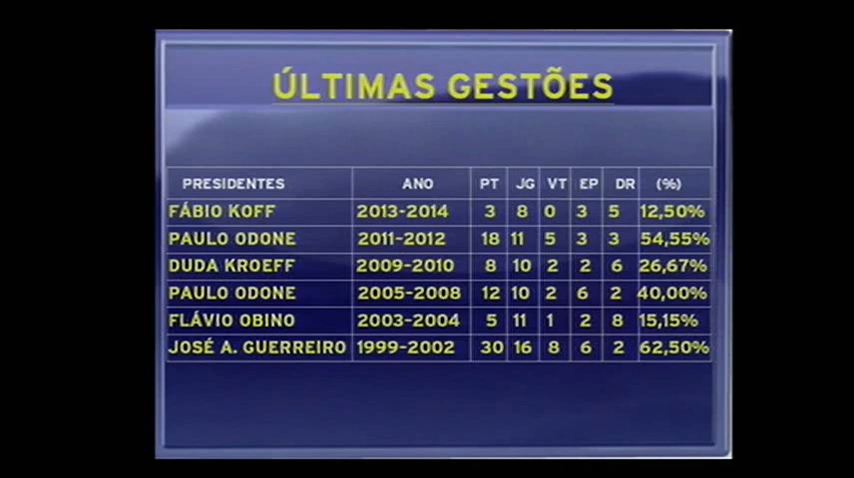 ÚLTIMAS GESTÕES
PRESIDENTES ANO PT JG VT EP DR (%)
FÁBIO KOFF 2013-2014 3 8 0 3 5 12,50%
PAULO ODONE 2011-2012 18 11 5 3 3 54,55%
DUDA KROEFF 2009-2010 8 10 2 2 6 26,67%
PAULO ODONE 2005-2008 12 10 2 6 2 40,00%
FLÁVIO OBINO 2003-2004 5 11 1 2 8 15,15%
JOSÉ A. GUERREIRO 1999-2002 30 16 8 6 2 62,50%